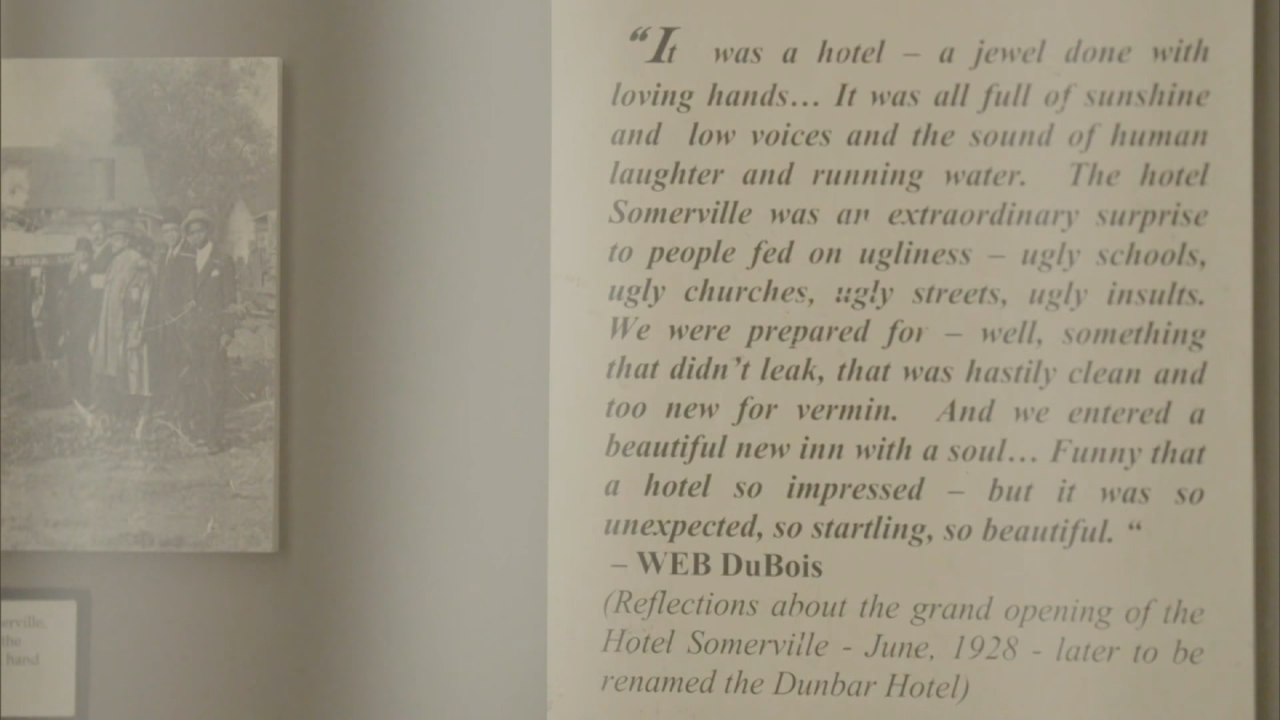 “It was a hotel – a jewel done with
loving hands... It was all full of sunshine
and low voices and the sound of human
laughter and running water. The hotel
Somerville was an extraordinary surprise
to people fed on ugliness – ugly schools,
ugly churches, ugly streets, ugly insults.
We were prepared for – well, something
that didn’t leak, that was hastily clean and
too new for vermin. And we entered a
beautiful new inn with a soul... Funny that
a hotel so impressed – but it was so
unexpected, so startling, so beautiful. “
– WEB DuBois
(Reflections about the grand opening of the
Hotel Somerville - June, 1928 - later to be
renamed the Dunbar Hotel)
erville,
the
hand